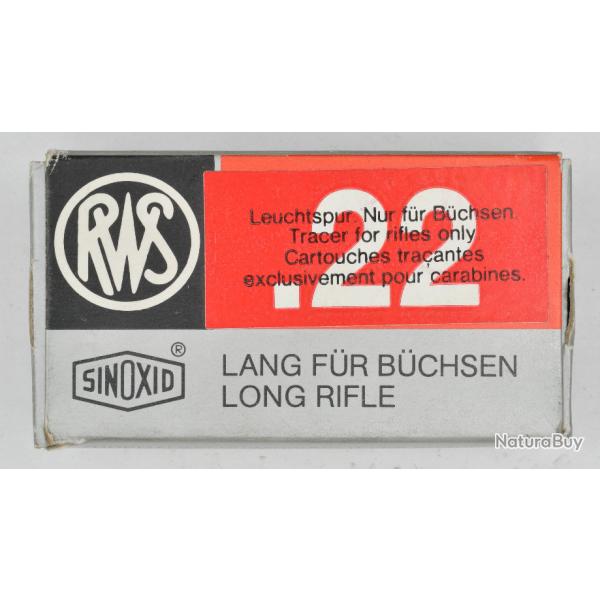 RWS
.22
Leuchtspur. Nur für Büchsen.
Tracer for rifles only
Cartouches traçantes
exclusivement pour carabines.
SINOXID ®
LANG FÜR BÜCHSEN
LONG RIFLE
NaturaBuy